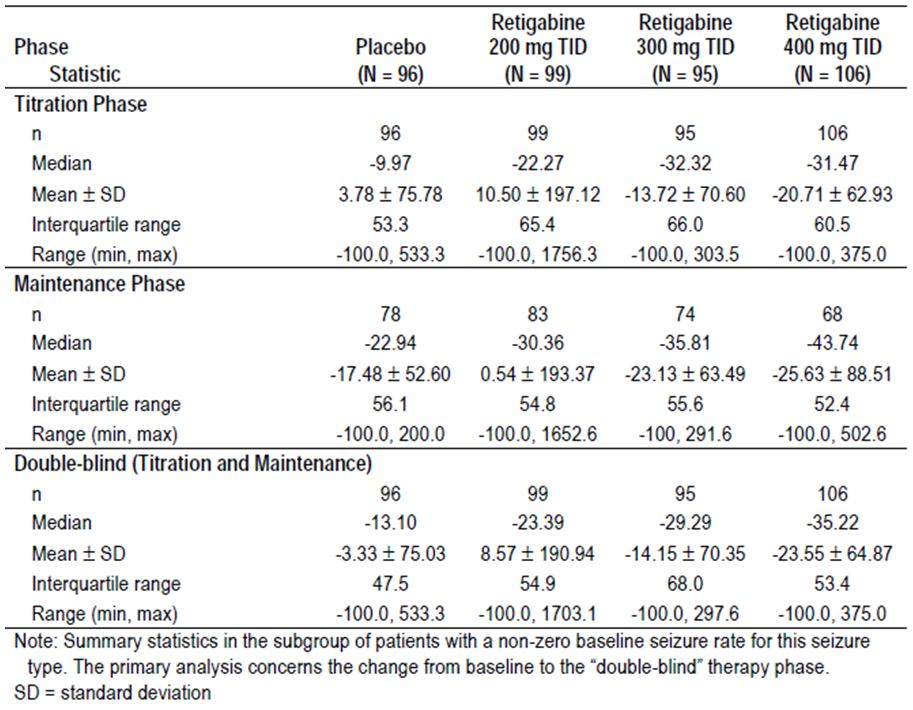 Phase Placebo Retigabine 200 mg TID Retigabine 300 mg TID Retigabine 400 mg TID
Statistic (N = 96) (N = 99) (N = 95) (N = 106)
Titration Phase
n 96 99 95 106
Median -9.97 -22.27 -32.32 -31.47
Mean ± SD 3.78 ± 75.78 10.50 ± 197.12 -13.72 ± 70.60 -20.71 ± 62.93
Interquartile range 53.3 65.4 66.0 60.5
Range (min, max) -100.0, 533.3 -100.0, 1756.3 -100.0, 303.5 -100.0, 375.0
Maintenance Phase
n 78 83 74 68
Median -22.94 -30.36 -35.81 -43.74
Mean ± SD -17.48 ± 52.60 0.54 ± 193.37 -23.13 ± 63.49 -25.63 ± 88.51
Interquartile range 56.1 54.8 55.6 52.4
Range (min, max) -100.0, 200.0 -100.0, 1652.6 -100, 291.6 -100.0, 502.6
Double-blind (Titration and Maintenance)
n 96 99 95 106
Median -13.10 -23.39 -29.29 -35.22
Mean ± SD -3.33 ± 75.03 8.57 ± 190.94 -14.15 ± 70.35 -23.55 ± 64.87
Interquartile range 47.5 54.9 68.0 53.4
Range (min, max) -100.0, 533.3 -100.0, 1703.1 -100.0, 297.6 -100.0, 375.0
Note: Summary statistics in the subgroup of patients with a non-zero baseline seizure rate for this seizure
type. The primary analysis concerns the change from baseline to the “double-blind” therapy phase.
SD = standard deviation